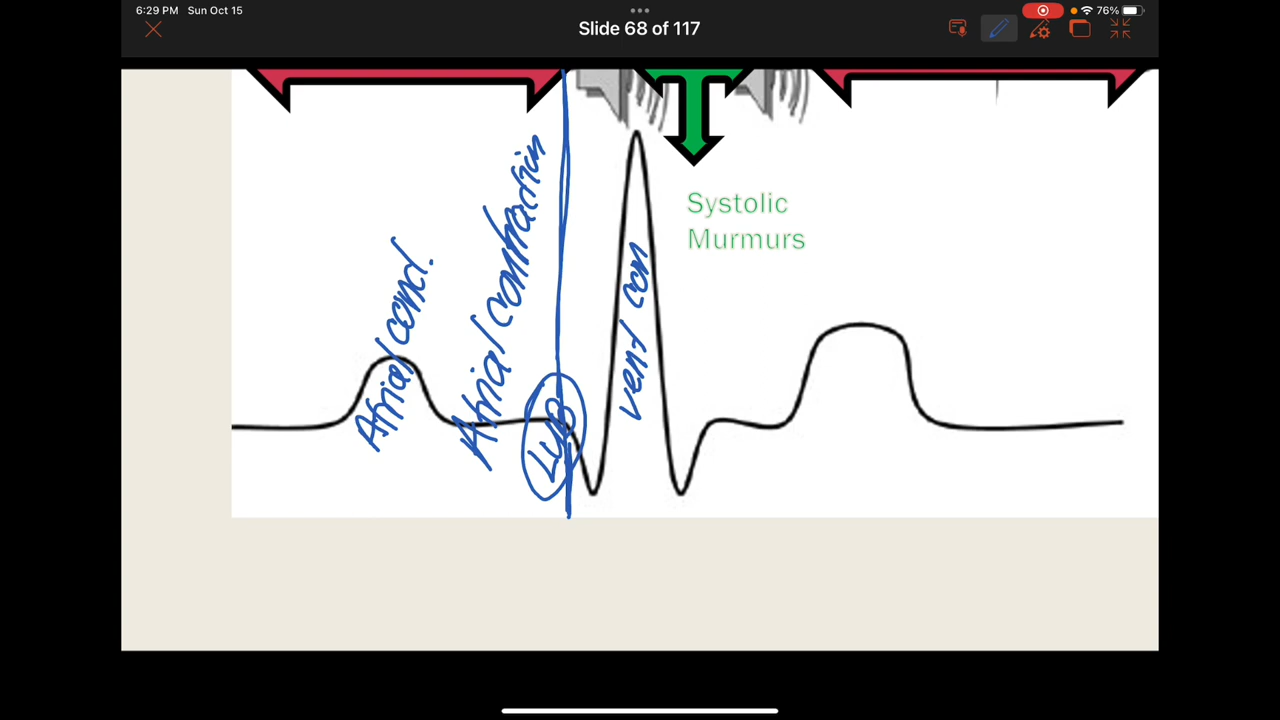 6:29 PM Sun Oct 15
76%
Slide 68 of 117
Systolic
Murmurs
Atrial cond.
Atrial contraction
LUB
vent con